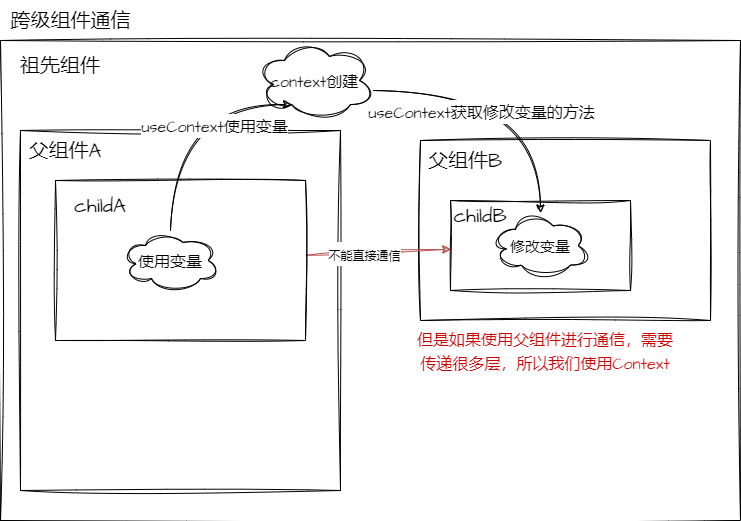 跨级组件通信
祖先组件
context创建
useContext获取修改变量的方法
useContext使用变量
父组件A
父组件B
childA
childB
修改变量
使用变量
不能直接通信
但是如果使用父组件进行通信，需要
传递很多层，所以我们使用Context